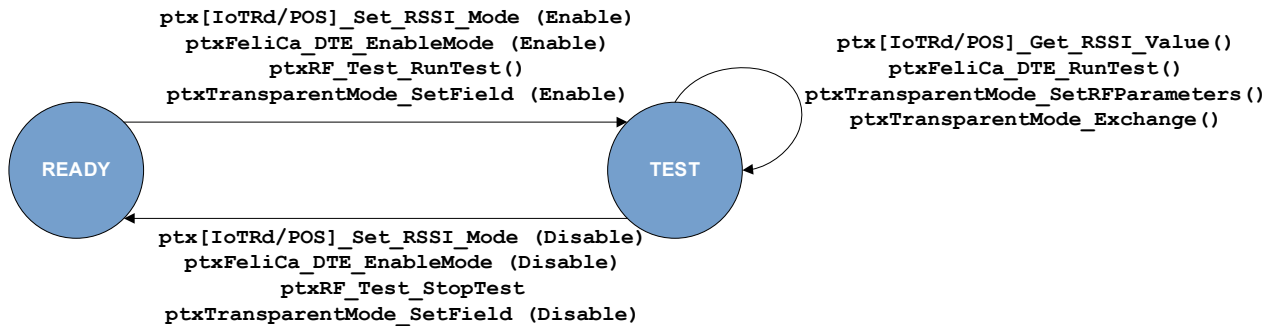 ptx[IoTRd/POS]_Set_RSSI_Mode (Enable)
ptxFeliCa_DTE_EnableMode (Enable)
ptxRF_Test_RunTest()
ptxTransparentMode_SetField (Enable)
ptx[IoTRd/POS]_Get_RSSI_Value()
ptxFeliCa_DTE_RunTest()
ptxTransparentMode_SetRFParameters()
ptxTransparentMode_Exchange()
READY
TEST
ptx[IoTRd/POS]_Set_RSSI_Mode (Disable)
ptxFeliCa_DTE_EnableMode (Disable)
ptxRF_Test_StopTest
ptxTransparentMode_SetField (Disable)